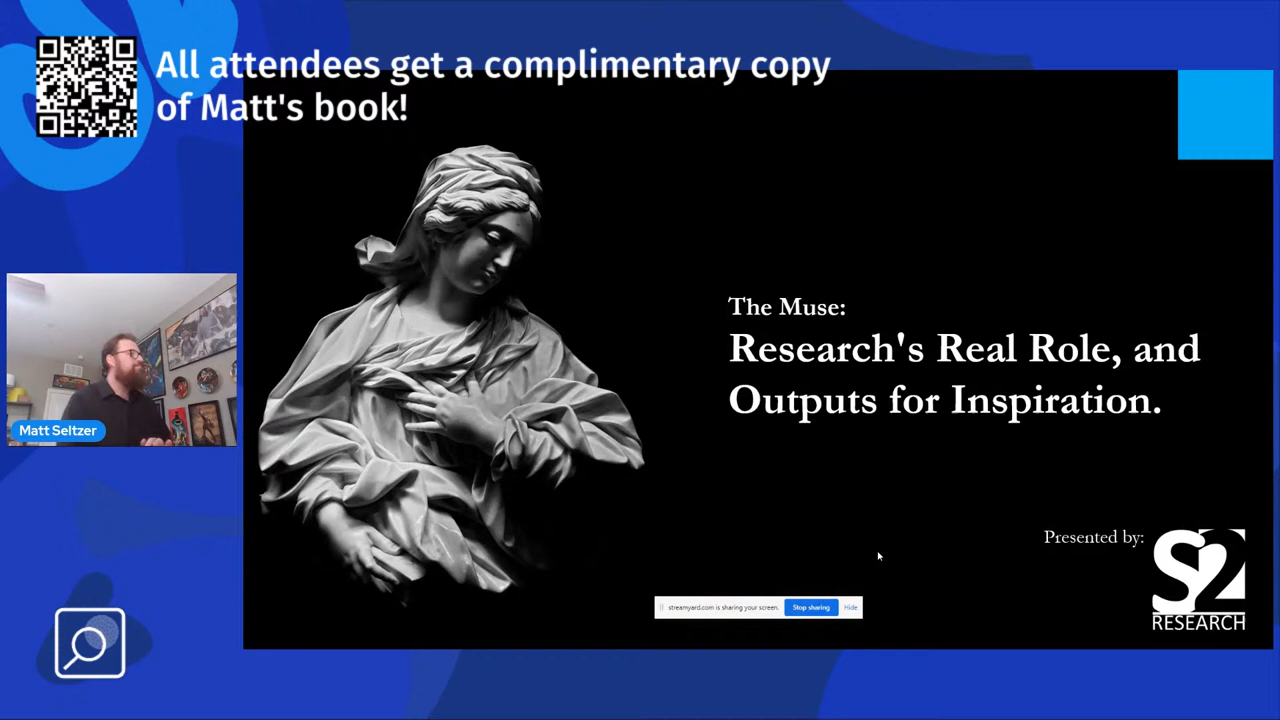 All attendees get a complimentary copy
of Matt's book!
Matt Seltzer
The Muse:
Research's Real Role, and
Outputs for Inspiration.
Presented by:
S2
RESEARCH
streamyard.com is sharing your screen.
Stop sharing
Hide